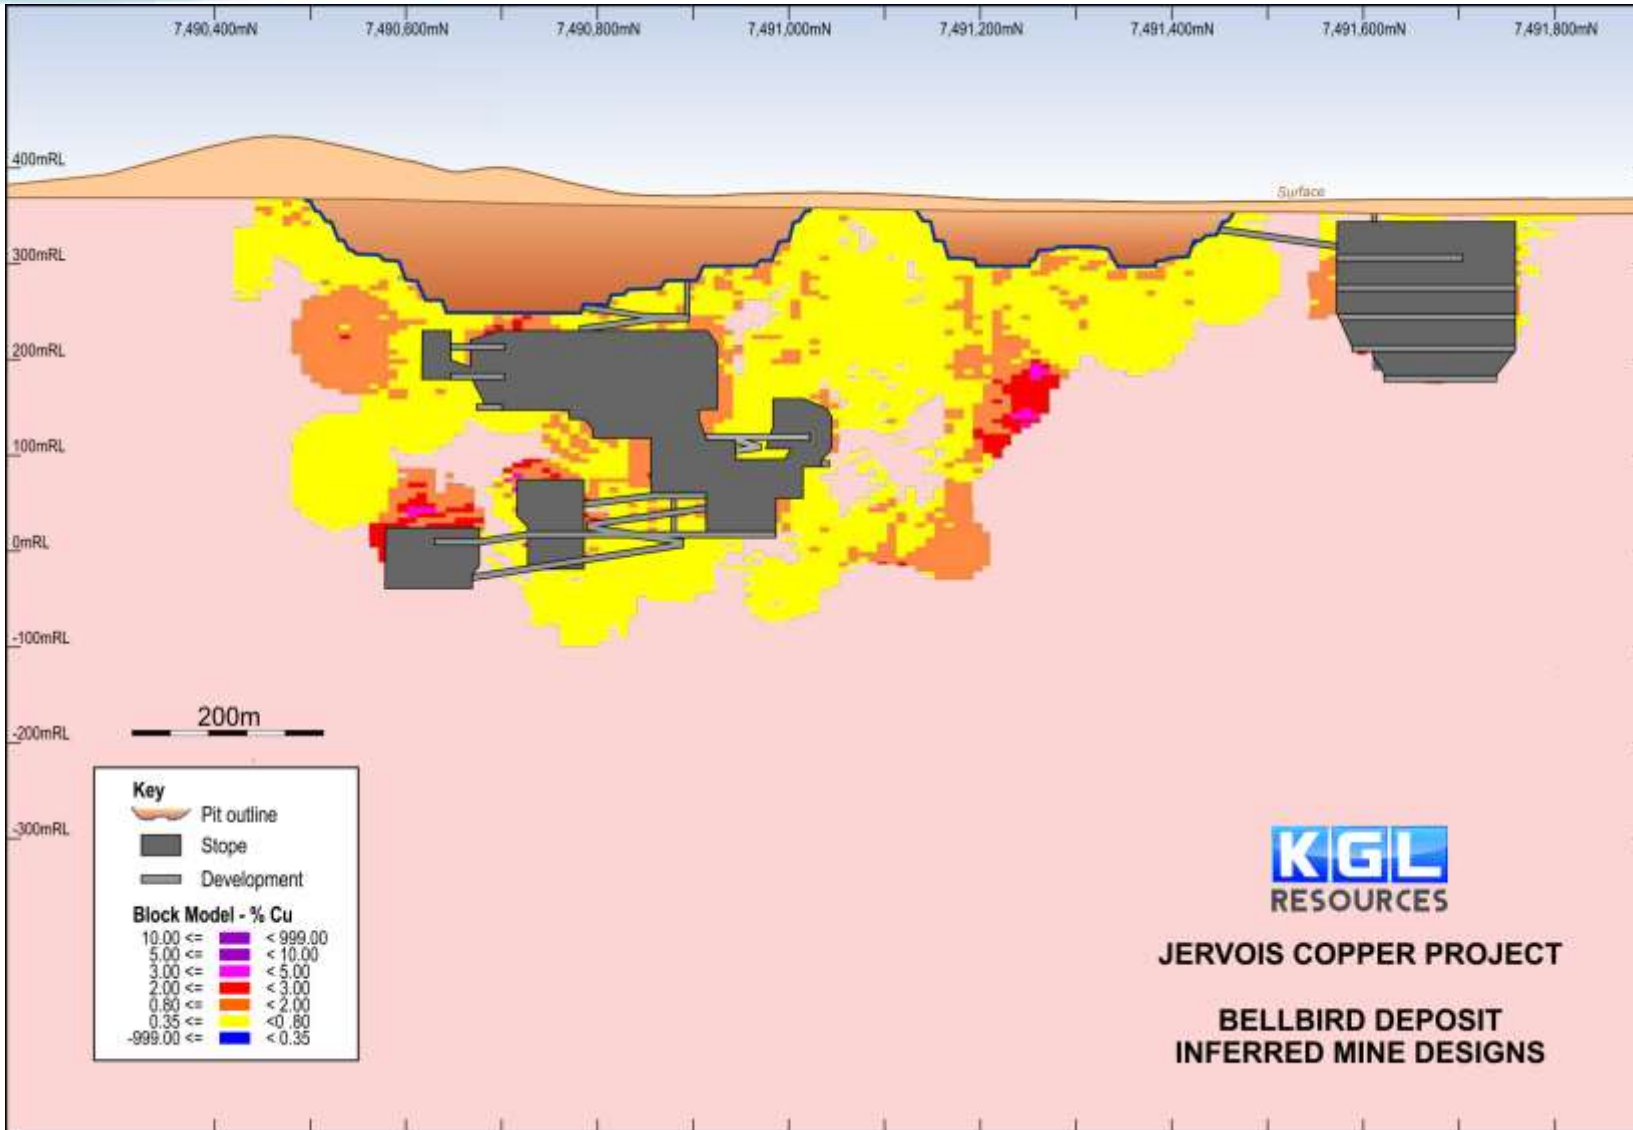 7,490,400mN 7,490,600mN 7,490,800mN 7,491,000mN 7,491,200mN 7,491,400mN 7,491,600mN 7,491,800mN
400mRL
Surface
300mRL
200mRL
100mRL
0mRL
-100mRL
-200mRL
-300mRL
200m
Key
Pit outline
Stope
Development
Block Model - % Cu
10.00 <= < 999.00
5.00 <= < 10.00
3.00 <= < 5.00
2.00 <= < 3.00
0.80 <= < 2.00
0.35 <= <0 .80
-999.00 <= < 0.35
KGL
RESOURCES
JERVOIS COPPER PROJECT
BELLBIRD DEPOSIT
INFERRED MINE DESIGNS